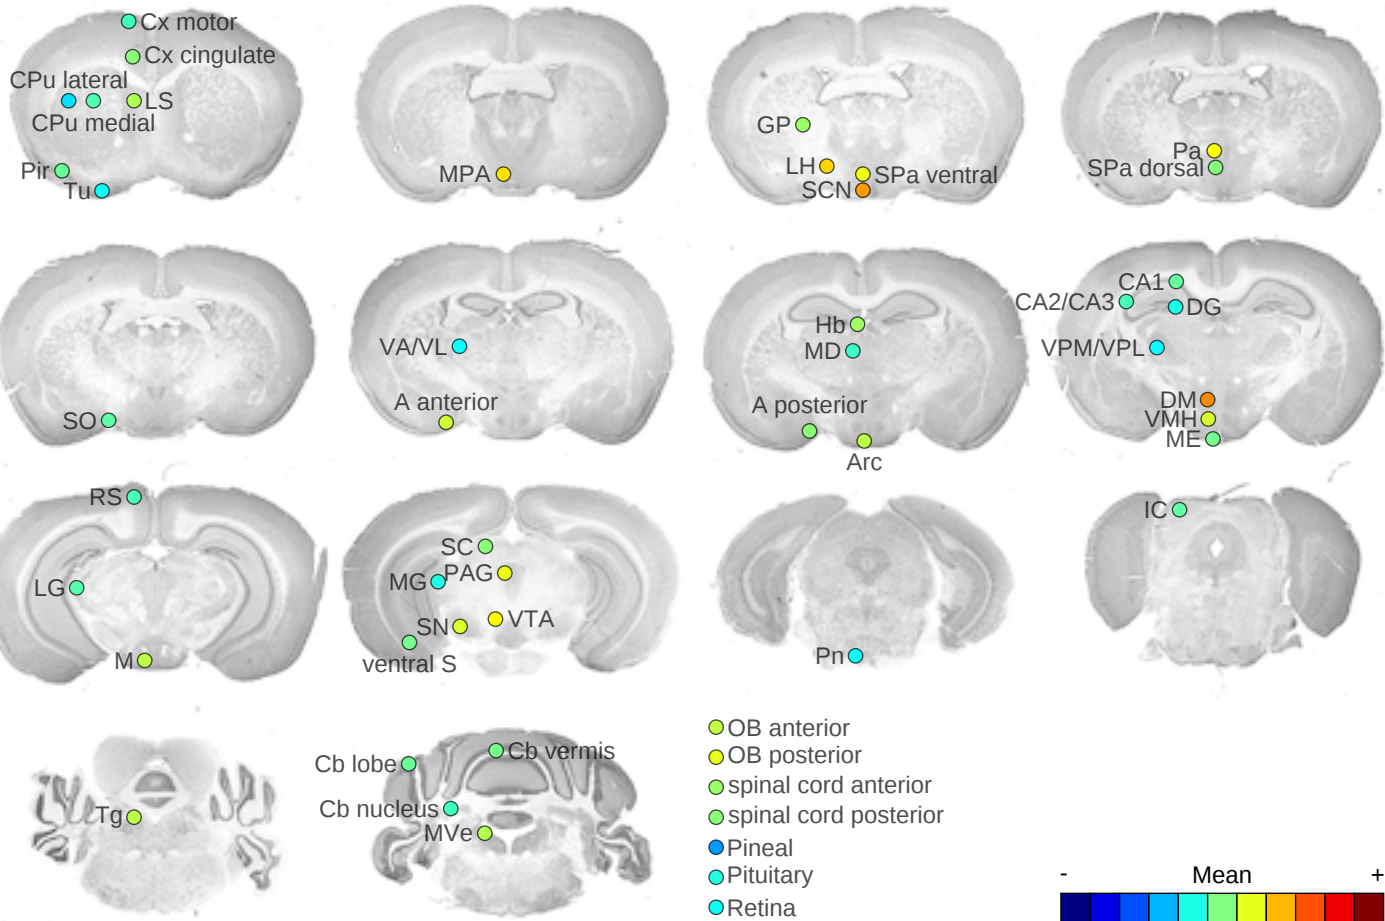 Cx motor
Cx cingulate
CPu lateral
LS
CPu medial
Pir
Tu
MPA
GP
LH
SPa ventral
SCN
Pa
SPa dorsal
SO
VA/VL
A anterior
Hb
MD
A posterior
Arc
CA1
CA2/CA3
DG
VPM/VPL
DM
VMH
ME
RS
LG
M
SC
MG
PAG
SN
VTA
ventral S
Pn
IC
Tg
Cb lobe
Cb vermis
Cb nucleus
MVe
OB anterior
OB posterior
spinal cord anterior
spinal cord posterior
Pineal
Pituitary
Retina
- Mean +